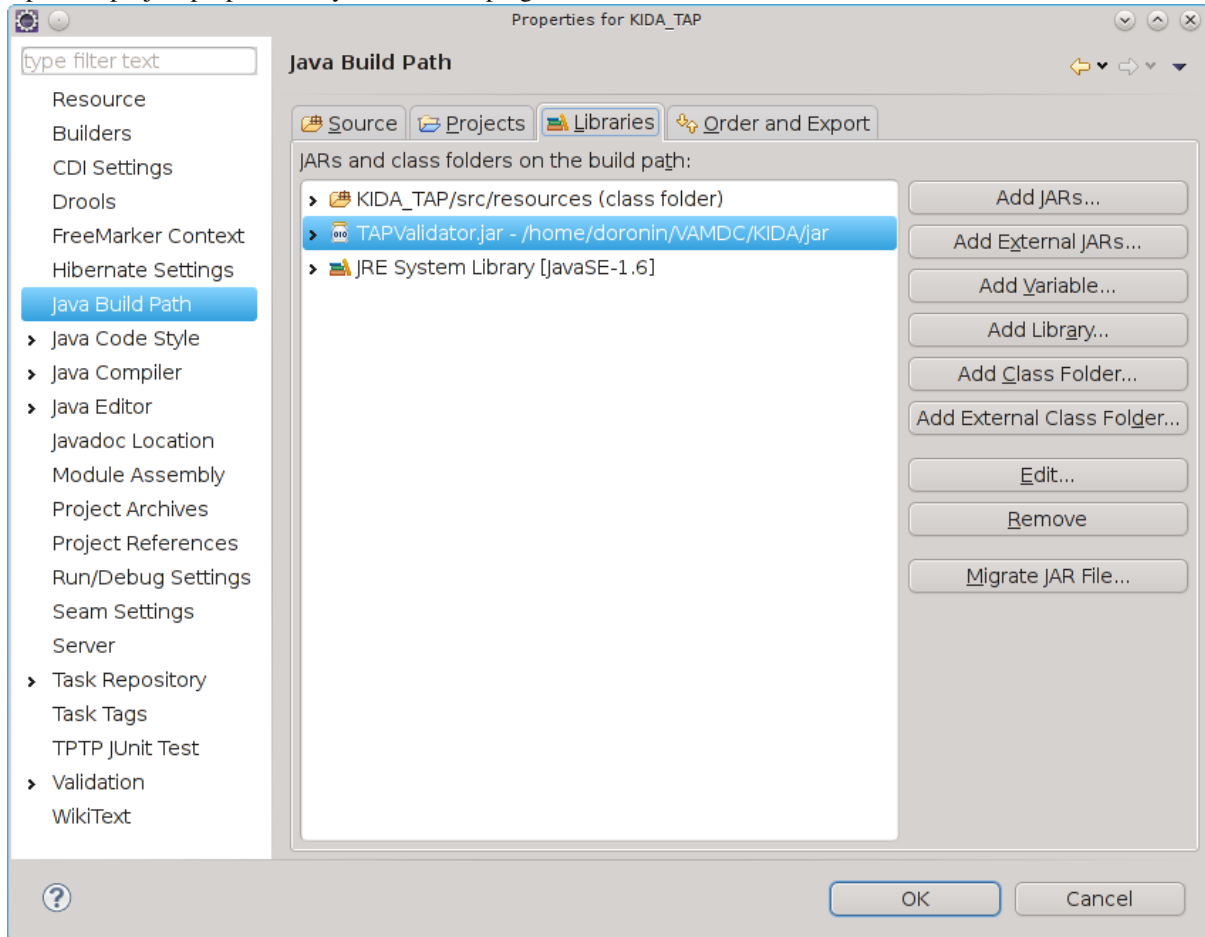 Properties for KIDA_TAP
type filter text
Java Build Path
Resource
Builders
CDI Settings
Drools
FreeMarker Context
Hibernate Settings
Java Build Path
Java Code Style
Java Compiler
Java Editor
Javadoc Location
Module Assembly
Project Archives
Project References
Run/Debug Settings
Seam Settings
Server
Task Repository
Task Tags
TPTP JUnit Test
Validation
WikiText
Source
Projects
Libraries
Order and Export
JARs and class folders on the build path:
KIDA_TAP/src/resources (class folder)
TAPValidator.jar - /home/doronin/VAMDC/KIDA/jar
JRE System Library [JavaSE-1.6]
Add JARs...
Add External JARs...
Add Variable...
Add Library...
Add Class Folder...
Add External Class Folder...
Edit...
Remove
Migrate JAR File...
OK
Cancel